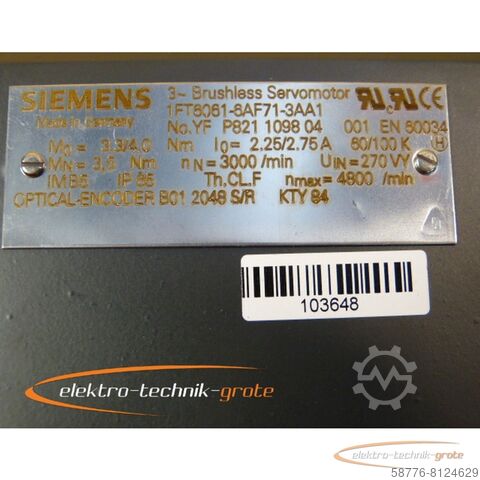 SIEMENS
Made in Germany
3~ Brushless Servomotor
1FT6061-6AF71-3AA1
No.YF P821 1098 04 001 EN 60034
M0 = 3,3/4,0 Nm I0 = 2.25/2.75 A 60/100 K H
MN = 3,5 Nm nN = 3000 /min UIN = 270 VY
IM B5 IP 65 Th.CL.F nmax = 4800 /min
OPTICAL-ENCODER B01 2048 S/R KTY 84
103648
elektro-technik-grote
elektro-technik-grote
58776-8124629